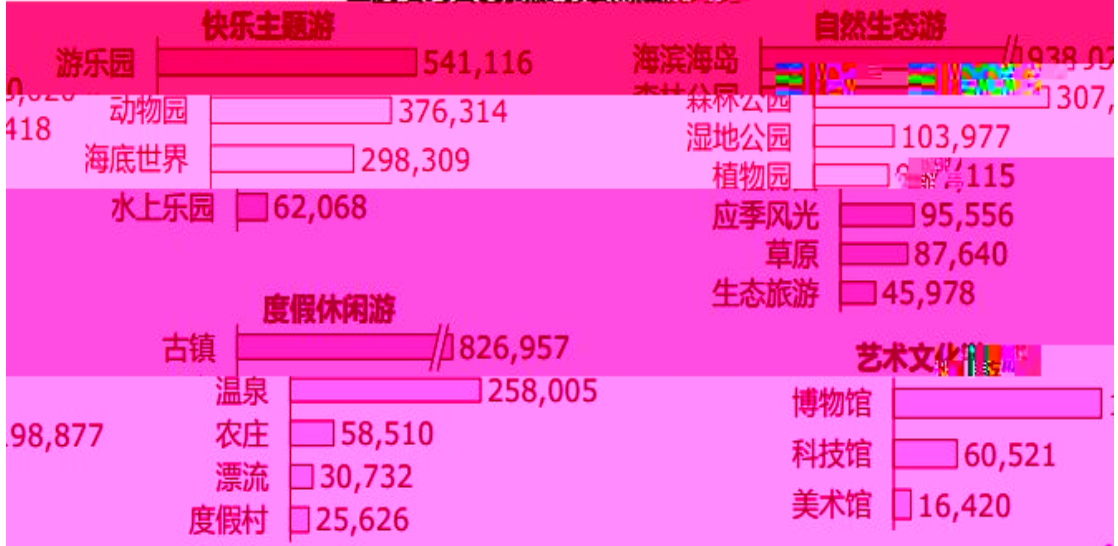 快乐主题游
游乐园 541,116
动物园 376,314
海底世界 298,309
水上乐园 62,068
度假休闲游
古镇 826,957
温泉 258,005
农庄 58,510
漂流 30,732
度假村 25,626
自然生态游
海滨海岛
森林公园 307,
湿地公园 103,977
植物园 115
应季风光 95,556
草原 87,640
生态旅游 45,978
艺术文化游
博物馆
科技馆 60,521
美术馆 16,420
418
98,877